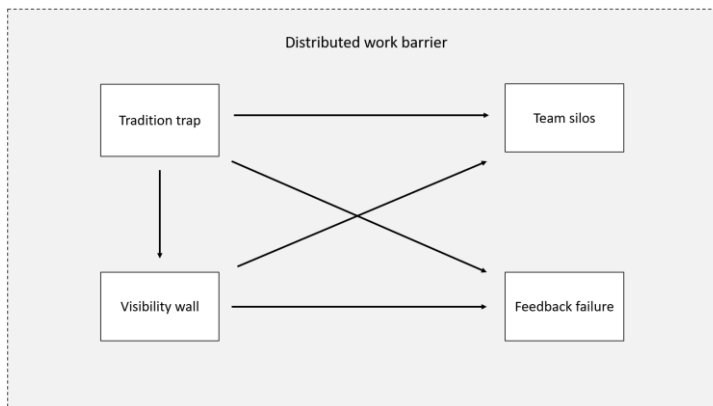 Distributed work barrier
Tradition trap
Team silos
Visibility wall
Feedback failure